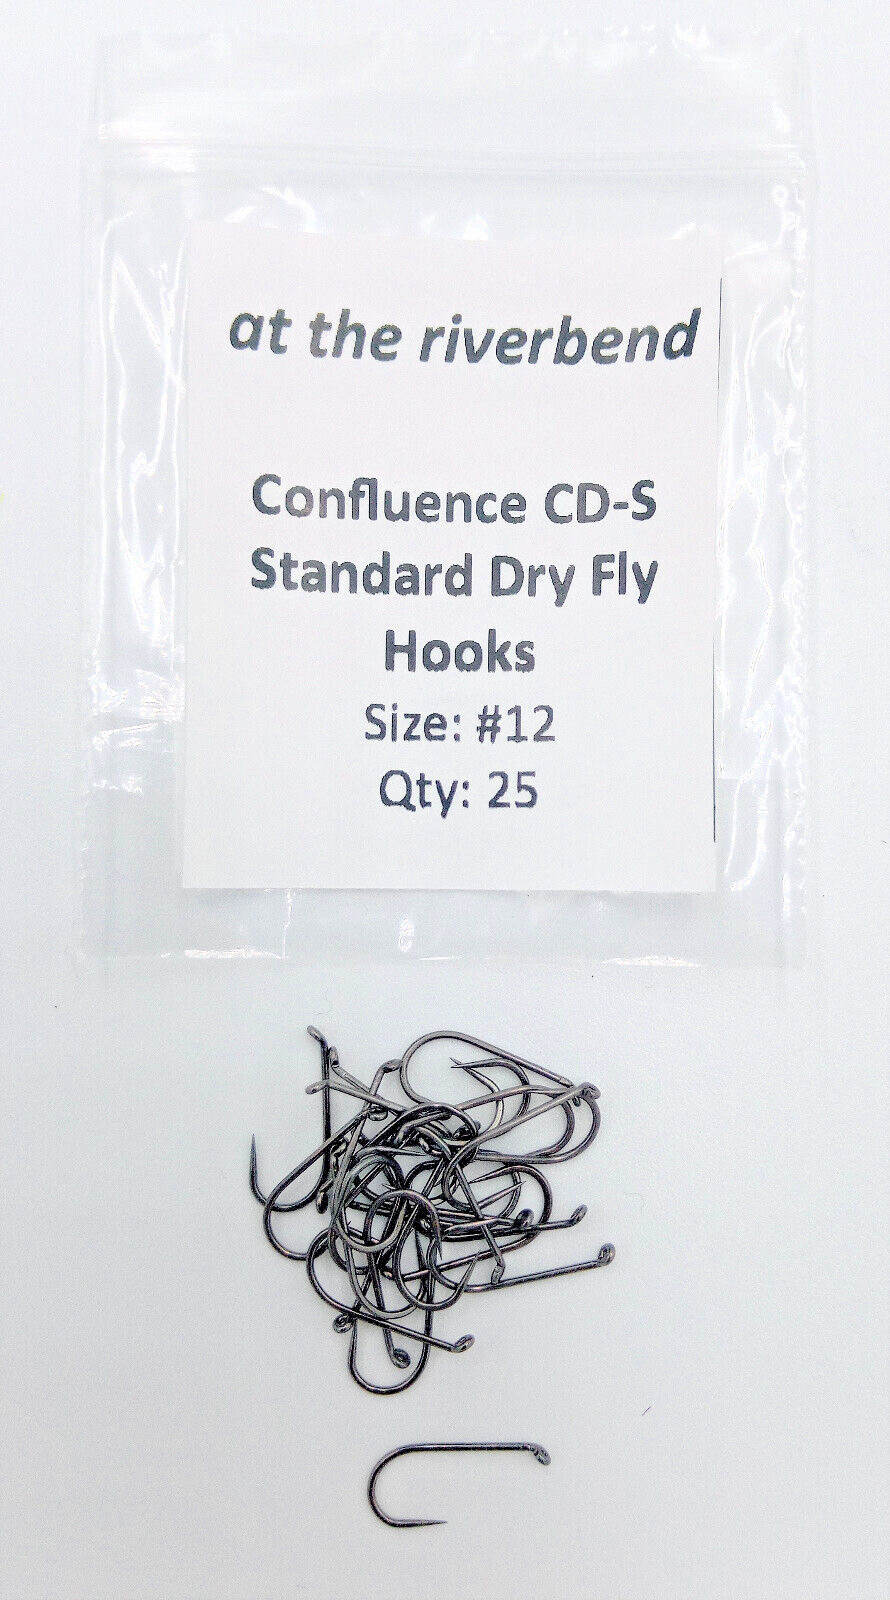 at the riverbend
Confluence CD-S
Standard Dry Fly
Hooks
Size: #12
Qty: 25